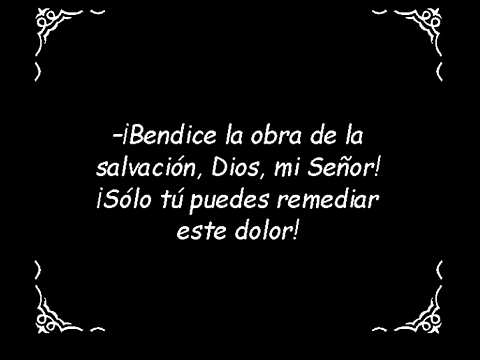 –¡Bendice la obra de la
salvación, Dios, mi Señor!
¡Sólo tú puedes remediar
este dolor!